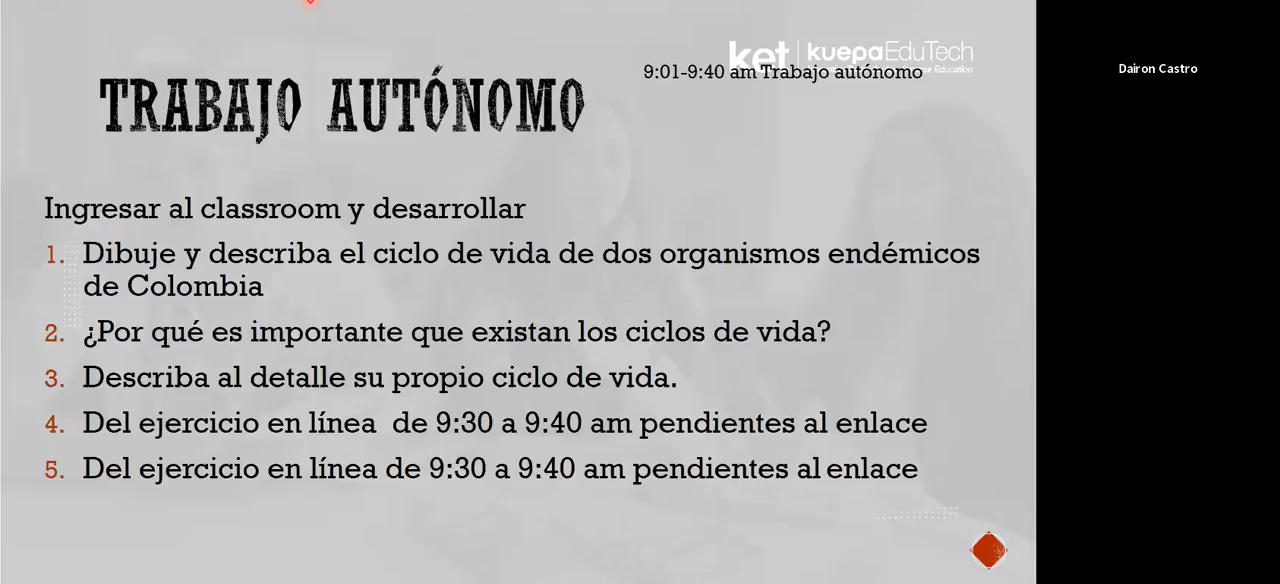 ket kuepaEduTech
9:01-9:40 am Trabajo autónomo
Dairon Castro
TRABAJO AUTÓNOMO
Ingresar al classroom y desarrollar
1. Dibuje y describa el ciclo de vida de dos organismos endémicos
de Colombia
2. ¿Por qué es importante que existan los ciclos de vida?
3. Describa al detalle su propio ciclo de vida.
4. Del ejercicio en línea de 9:30 a 9:40 am pendientes al enlace
5. Del ejercicio en línea de 9:30 a 9:40 am pendientes al enlace